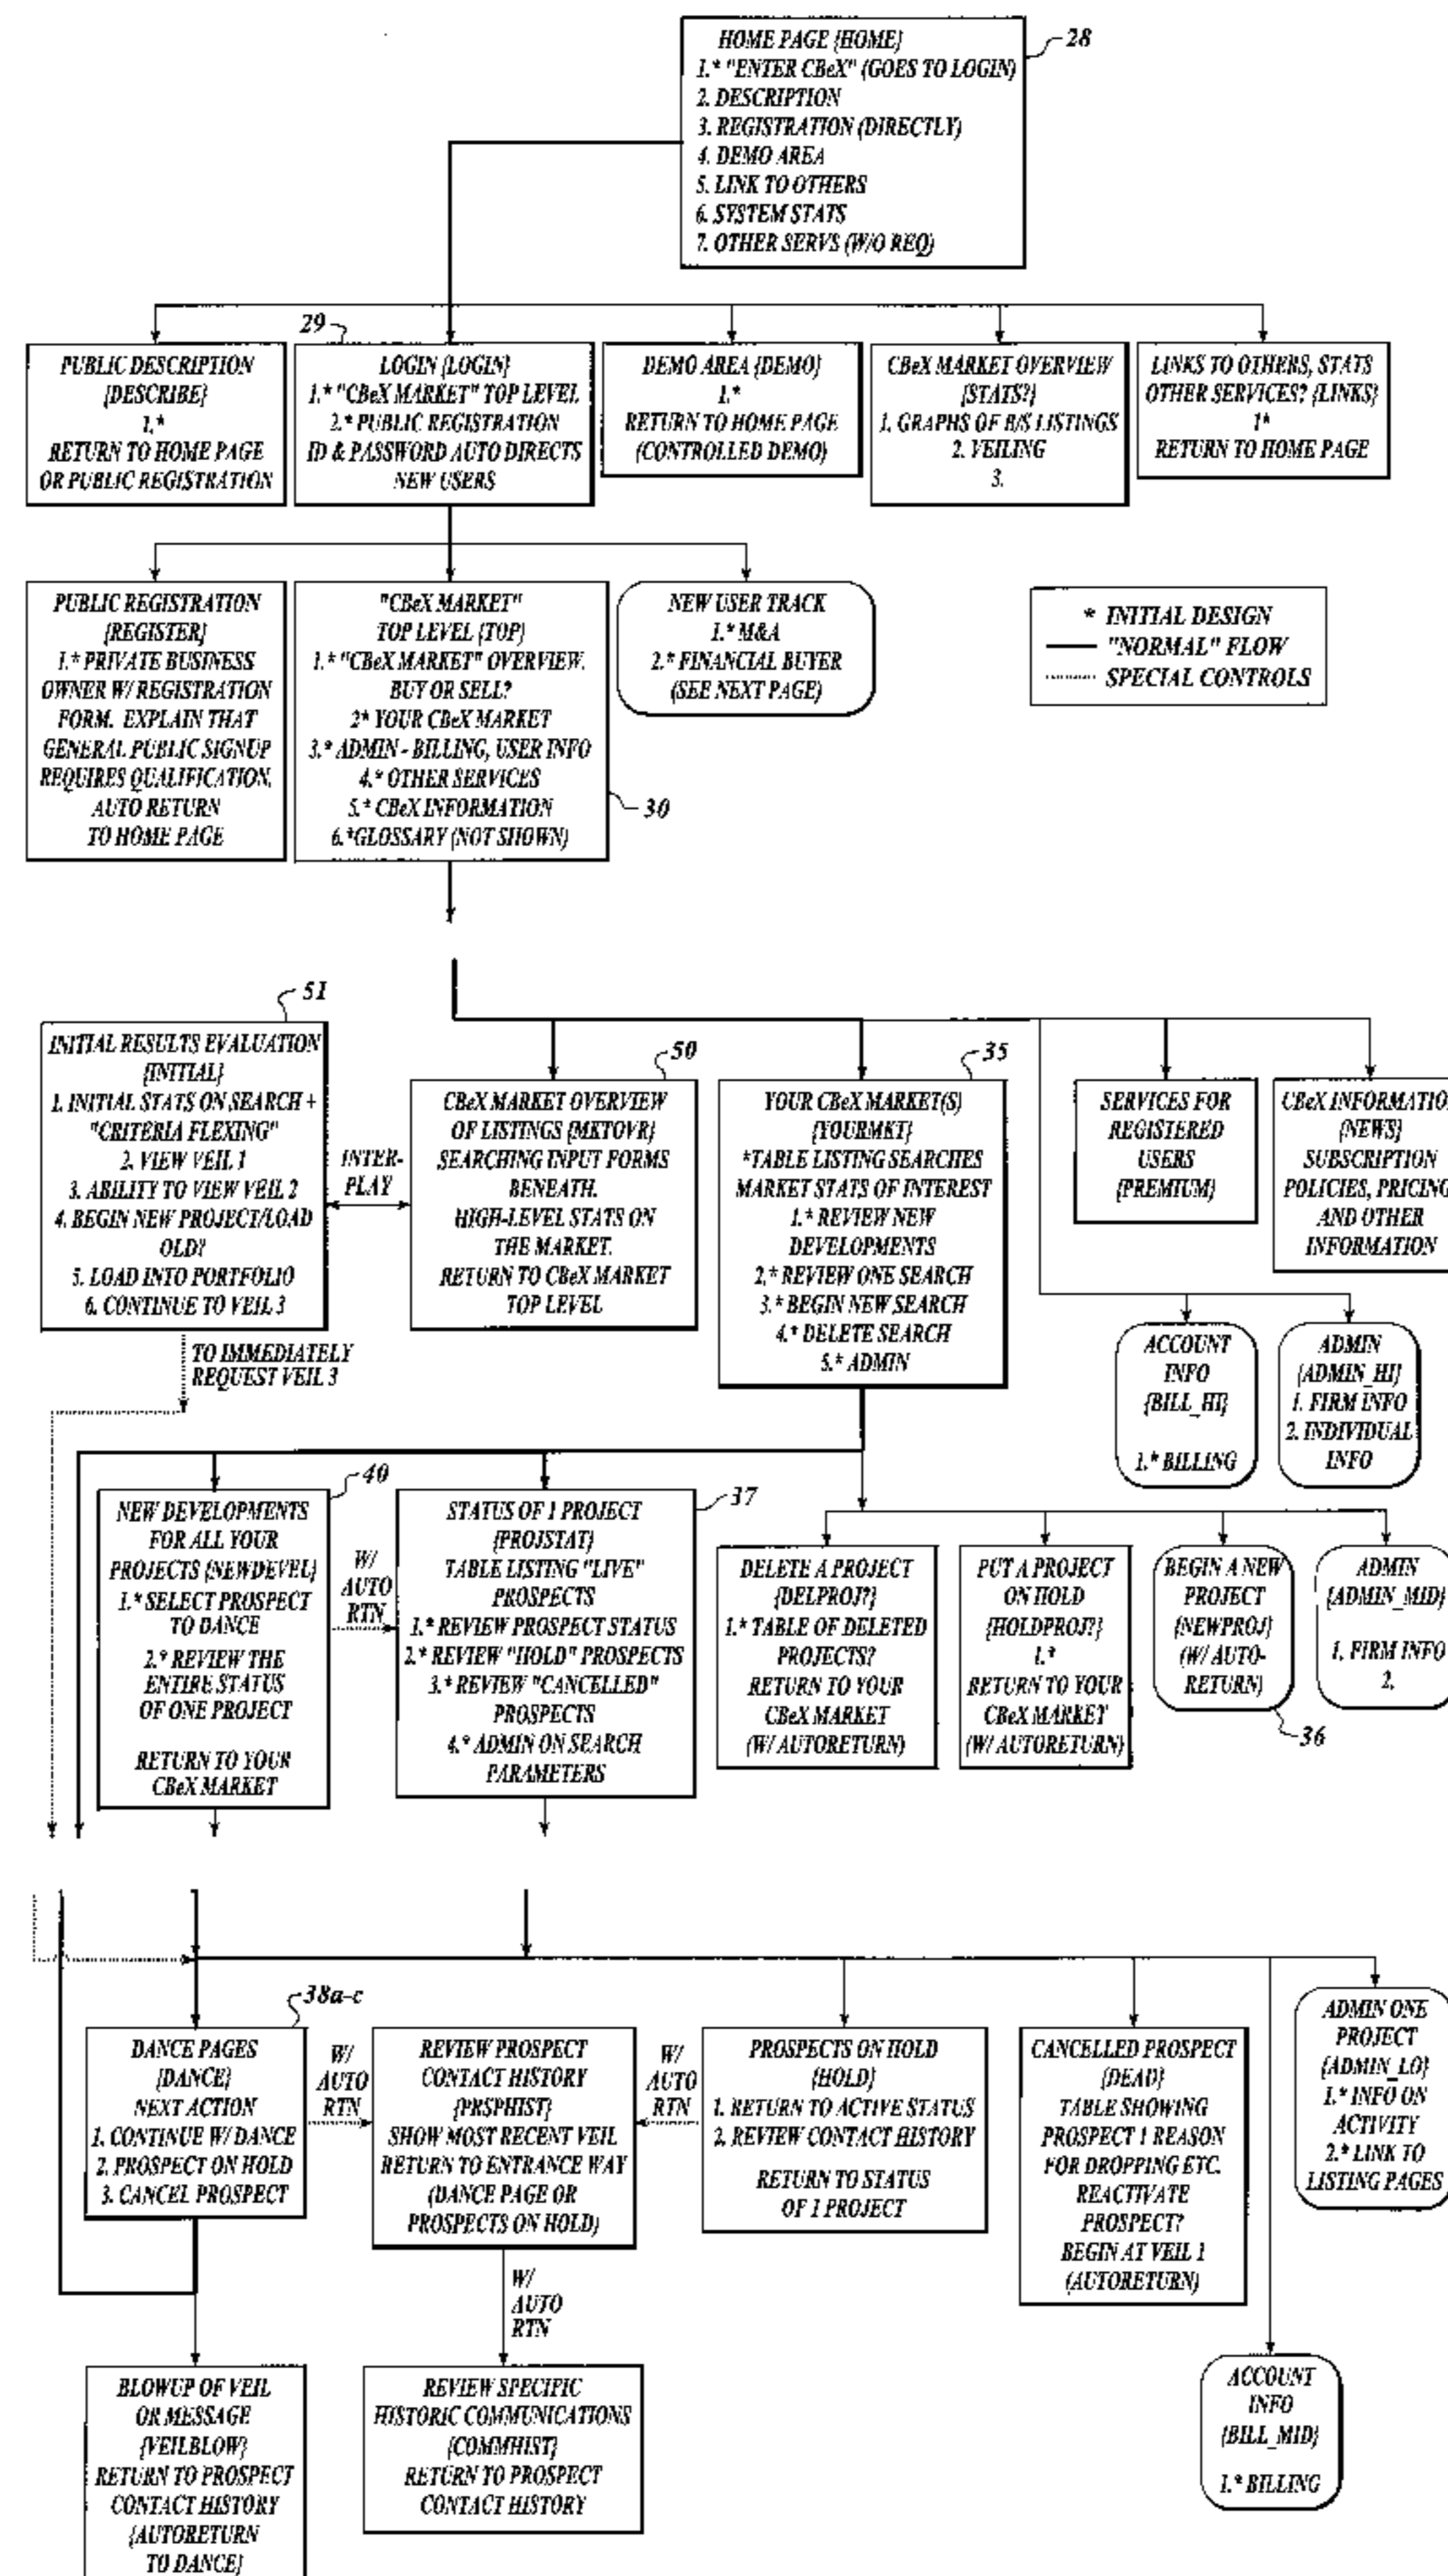 HOME PAGE {HOME}
1.* "ENTER CBeX" (GOES TO LOGIN)
2. DESCRIPTION
3. REGISTRATION (DIRECTLY)
4. DEMO AREA
5. LINK TO OTHERS
6. SYSTEM STATS
7. OTHER SERVS (W/O REQ)
28
29
PUBLIC DESCRIPTION
{DESCRIBE}
1.*
RETURN TO HOME PAGE
OR PUBLIC REGISTRATION
LOGIN {LOGIN}
1.* "CBeX MARKET" TOP LEVEL
2.* PUBLIC REGISTRATION
ID & PASSWORD AUTO DIRECTS
NEW USERS
DEMO AREA {DEMO}
1.*
RETURN TO HOME PAGE
(CONTROLLED DEMO)
CBeX MARKET OVERVIEW
{STATS?}
1. GRAPHS OF B/S LISTINGS
2. VEILING
3.
LINKS TO OTHERS, STATS
OTHER SERVICES? {LINKS}
1*
RETURN TO HOME PAGE
PUBLIC REGISTRATION
{REGISTER}
1.* PRIVATE BUSINESS
OWNER W/ REGISTRATION
FORM. EXPLAIN THAT
GENERAL PUBLIC SIGNUP
REQUIRES QUALIFICATION.
AUTO RETURN
TO HOME PAGE
"CBeX MARKET"
TOP LEVEL {TOP}
1.* "CBeX MARKET" OVERVIEW.
BUY OR SELL?
2* YOUR CBeX MARKET
3.* ADMIN - BILLING, USER INFO
4.* OTHER SERVICES
5.* CBeX INFORMATION
6.*GLOSSARY (NOT SHOWN)
30
NEW USER TRACK
1.* M&A
2.* FINANCIAL BUYER
(SEE NEXT PAGE)
* INITIAL DESIGN
"NORMAL" FLOW
SPECIAL CONTROLS
51
INITIAL RESULTS EVALUATION
{INITIAL}
1. INITIAL STATS ON SEARCH +
"CRITERIA FLEXING"
2. VIEW VEIL 1
3. ABILITY TO VIEW VEIL 2
4. BEGIN NEW PROJECT/LOAD
OLD?
5. LOAD INTO PORTFOLIO
6. CONTINUE TO VEIL 3
INTER-
PLAY
50
CBeX MARKET OVERVIEW
OF LISTINGS {MKTOVR}
SEARCHING INPUT FORMS
BENEATH.
HIGH-LEVEL STATS ON
THE MARKET.
RETURN TO CBeX MARKET
TOP LEVEL
35
YOUR CBeX MARKET(S)
{YOURMKT}
*TABLE LISTING SEARCHES
MARKET STATS OF INTEREST
1.* REVIEW NEW
DEVELOPMENTS
2.* REVIEW ONE SEARCH
3.* BEGIN NEW SEARCH
4.* DELETE SEARCH
5.* ADMIN
SERVICES FOR
REGISTERED
USERS
{PREMIUM}
CBeX INFORMATION
{NEWS}
SUBSCRIPTION
POLICIES, PRICING
AND OTHER
INFORMATION
TO IMMEDIATELY
REQUEST VEIL 3
ACCOUNT
INFO
{BILL_HI}
1.* BILLING
ADMIN
{ADMIN_HI}
1. FIRM INFO
2. INDIVIDUAL
INFO
40
NEW DEVELOPMENTS
FOR ALL YOUR
PROJECTS {NEWDEVEL}
1.* SELECT PROSPECT
TO DANCE
2.* REVIEW THE
ENTIRE STATUS
OF ONE PROJECT
RETURN TO YOUR
CBeX MARKET
W/
AUTO
RTN
37
STATUS OF 1 PROJECT
{PROJSTAT}
TABLE LISTING "LIVE"
PROSPECTS
1.* REVIEW PROSPECT STATUS
2.* REVIEW "HOLD" PROSPECTS
3.* REVIEW "CANCELLED"
PROSPECTS
4.* ADMIN ON SEARCH
PARAMETERS
DELETE A PROJECT
{DELPROJ?}
1.* TABLE OF DELETED
PROJECTS?
RETURN TO YOUR
CBeX MARKET
(W/ AUTORETURN)
PUT A PROJECT
ON HOLD
{HOLDPROJ?}
1.*
RETURN TO YOUR
CBeX MARKET
(W/ AUTORETURN)
BEGIN A NEW
PROJECT
{NEWPROJ}
(W/ AUTO-
RETURN)
36
ADMIN
{ADMIN_MID}
1. FIRM INFO
2.
38a-c
DANCE PAGES
{DANCE}
NEXT ACTION
1. CONTINUE W/ DANCE
2. PROSPECT ON HOLD
3. CANCEL PROSPECT
W/
AUTO
RTN
REVIEW PROSPECT
CONTACT HISTORY
{PRSPHIST}
SHOW MOST RECENT VEIL
RETURN TO ENTRANCE WAY
(DANCE PAGE OR
PROSPECTS ON HOLD)
W/
AUTO
RTN
PROSPECTS ON HOLD
{HOLD}
1. RETURN TO ACTIVE STATUS
2. REVIEW CONTACT HISTORY
RETURN TO STATUS
OF 1 PROJECT
CANCELLED PROSPECT
{DEAD}
TABLE SHOWING
PROSPECT 1 REASON
FOR DROPPING ETC.
REACTIVATE
PROSPECT?
BEGIN AT VEIL 1
(AUTORETURN)
ADMIN ONE
PROJECT
{ADMIN_LO}
1.* INFO ON
ACTIVITY
2.* LINK TO
LISTING PAGES
W/
AUTO
RTN
BLOWUP OF VEIL
OR MESSAGE
{VEILBLOW}
RETURN TO PROSPECT
CONTACT HISTORY
{AUTORETURN
TO DANCE}
REVIEW SPECIFIC
HISTORIC COMMUNICATIONS
{COMMHIST}
RETURN TO PROSPECT
CONTACT HISTORY
ACCOUNT
INFO
{BILL_MID}
1.* BILLING